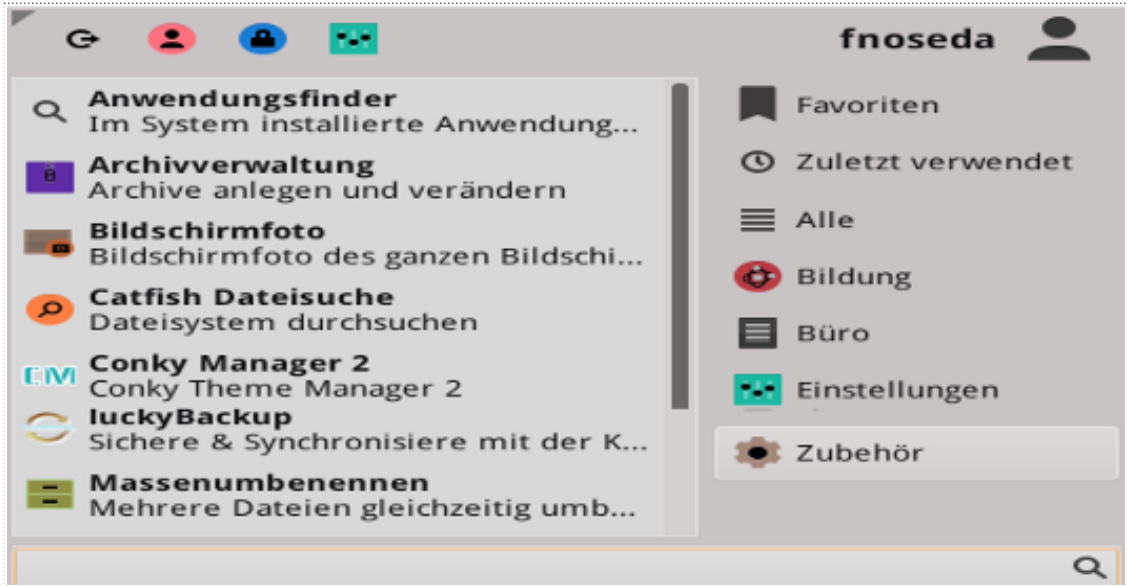 fnoseda
Anwendungsfinder
Im System installierte Anwendung...
Archivverwaltung
Archive anlegen und verändern
Bildschirmfoto
Bildschirmfoto des ganzen Bildschi...
Catfish Dateisuche
Dateisystem durchsuchen
Conky Manager 2
Conky Theme Manager 2
luckyBackup
Sichere & Synchronisiere mit der K...
Massenumbenennen
Mehrere Dateien gleichzeitig umb...
Favoriten
Zuletzt verwendet
Alle
Bildung
Büro
Einstellungen
Zubehör